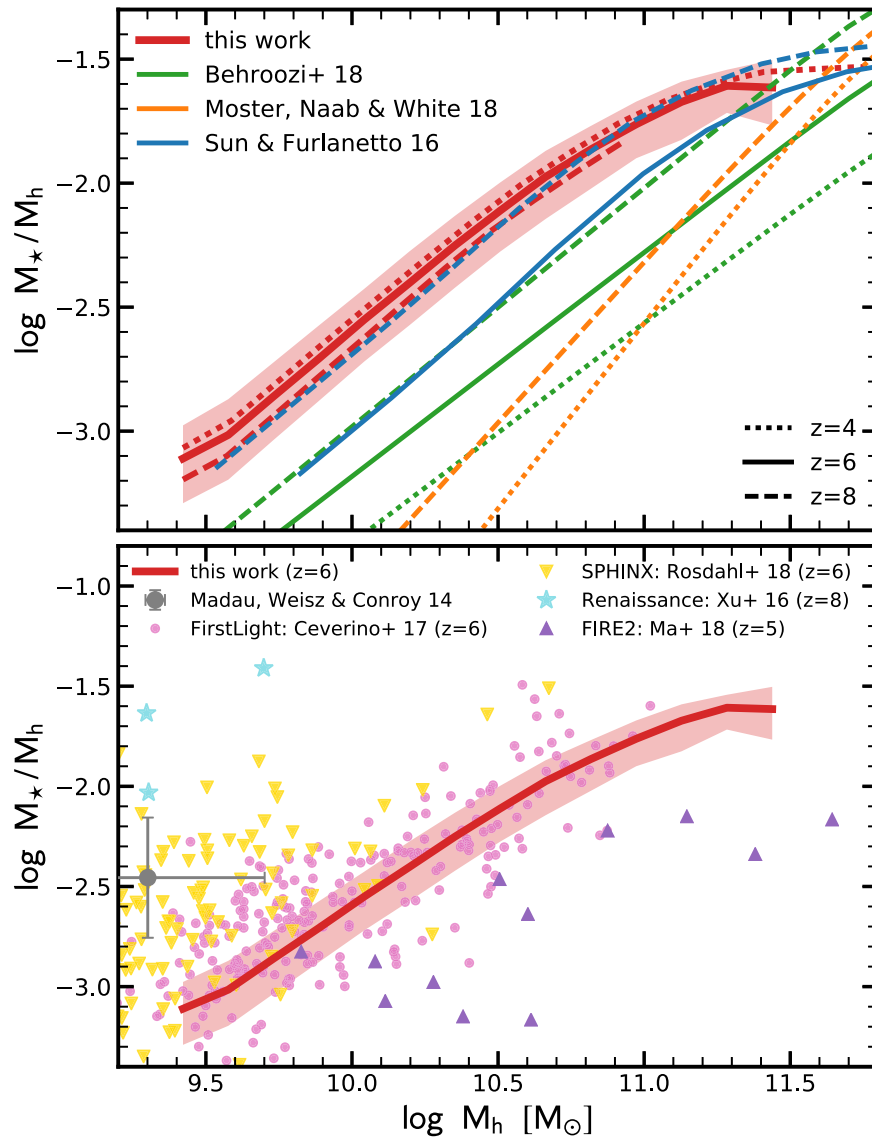 this work
Behroozi+ 18
Moster, Naab & White 18
Sun & Furlanetto 16
z=4
z=6
z=8
−1.5
−2.0
−2.5
−3.0
log M⋆/Mh
this work (z=6)
Madau, Weisz & Conroy 14
FirstLight: Ceverino+ 17 (z=6)
SPHINX: Rosdahl+ 18 (z=6)
Renaissance: Xu+ 16 (z=8)
FIRE2: Ma+ 18 (z=5)
−1.0
−1.5
−2.0
−2.5
−3.0
log M⋆/Mh
9.5 10.0 10.5 11.0 11.5
log Mh [M⊙]